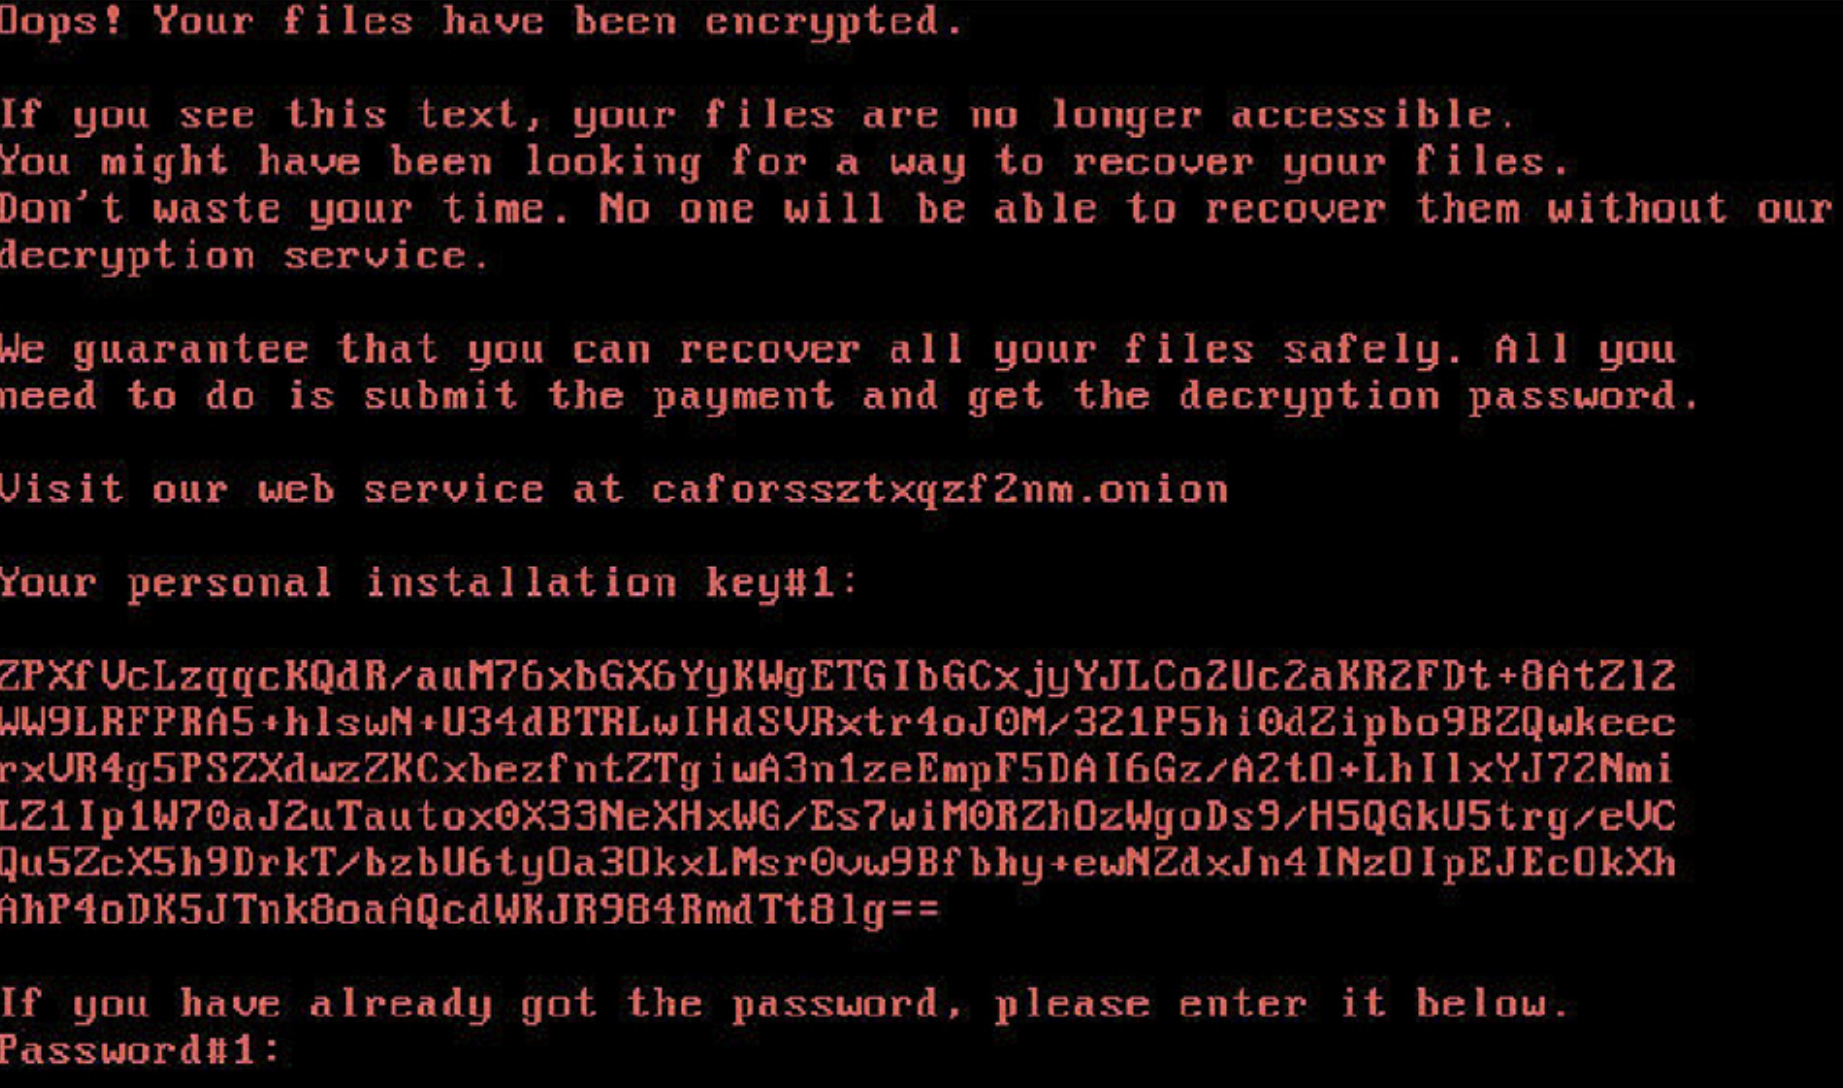 Oops! Your files have been encrypted.
If you see this text, your files are no longer accessible.
You might have been looking for a way to recover your files.
Don't waste your time. No one will be able to recover them without our
decryption service.
We guarantee that you can recover all your files safely. All you
need to do is submit the payment and get the decryption password.
Visit our web service at caforssztxqzf2nm.onion
Your personal installation key#1:
ZPXfVcLzqqcKQdR/auM76xbGX6YyKWgETGIbGCxjyYJLCo2Uc2aKR2FDt+8AtZlZ
WW9LRFPRA5+hlswN+U34dBTRLwIHdSVRxtr4oJ0M/321P5hi0dZipbo9BZQwkeec
rxVR4g5PSZXdwzZKCxbezfntZTgiwA3n1zeEmpF5DAI6Gz/A2tO+LhIlxYJ72Nmi
LZ1Ip1W70aJ2uTautox0X33NeXHxWG/Es7wiM0RZhOzWgoDs9/H5QGkU5trg/eVC
Qu5ZcX5h9DrkT/bzbU6tyOa3OkxLMsr0vw9Bfbhy+ewNZdxJn4INzOIpEJEcOkXh
AhP4oDK5JTnk8oaAQcdWKJR984RmdTt8lg==
If you have already got the password, please enter it below.
Password#1: